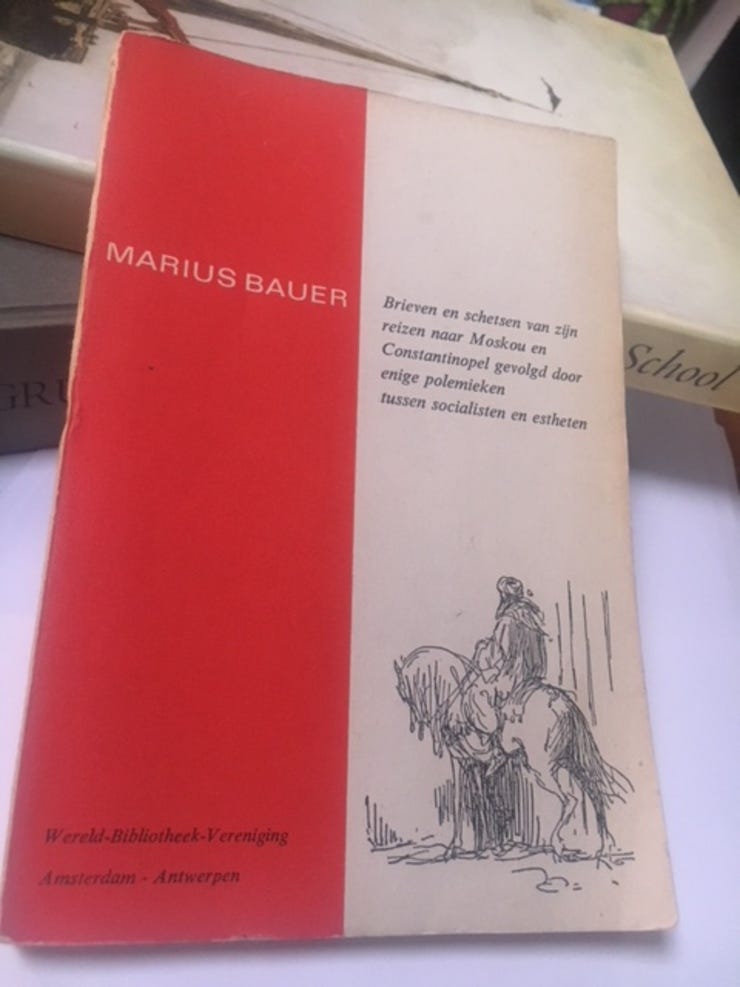 MARIUS BAUER
Brieven en schetsen van zijn
reizen naar Moskou en
Constantinopel gevolgd door
enige polemieken
tussen socialisten en estheten
Wereld-Bibliotheek-Vereniging
Amsterdam - Antwerpen
School